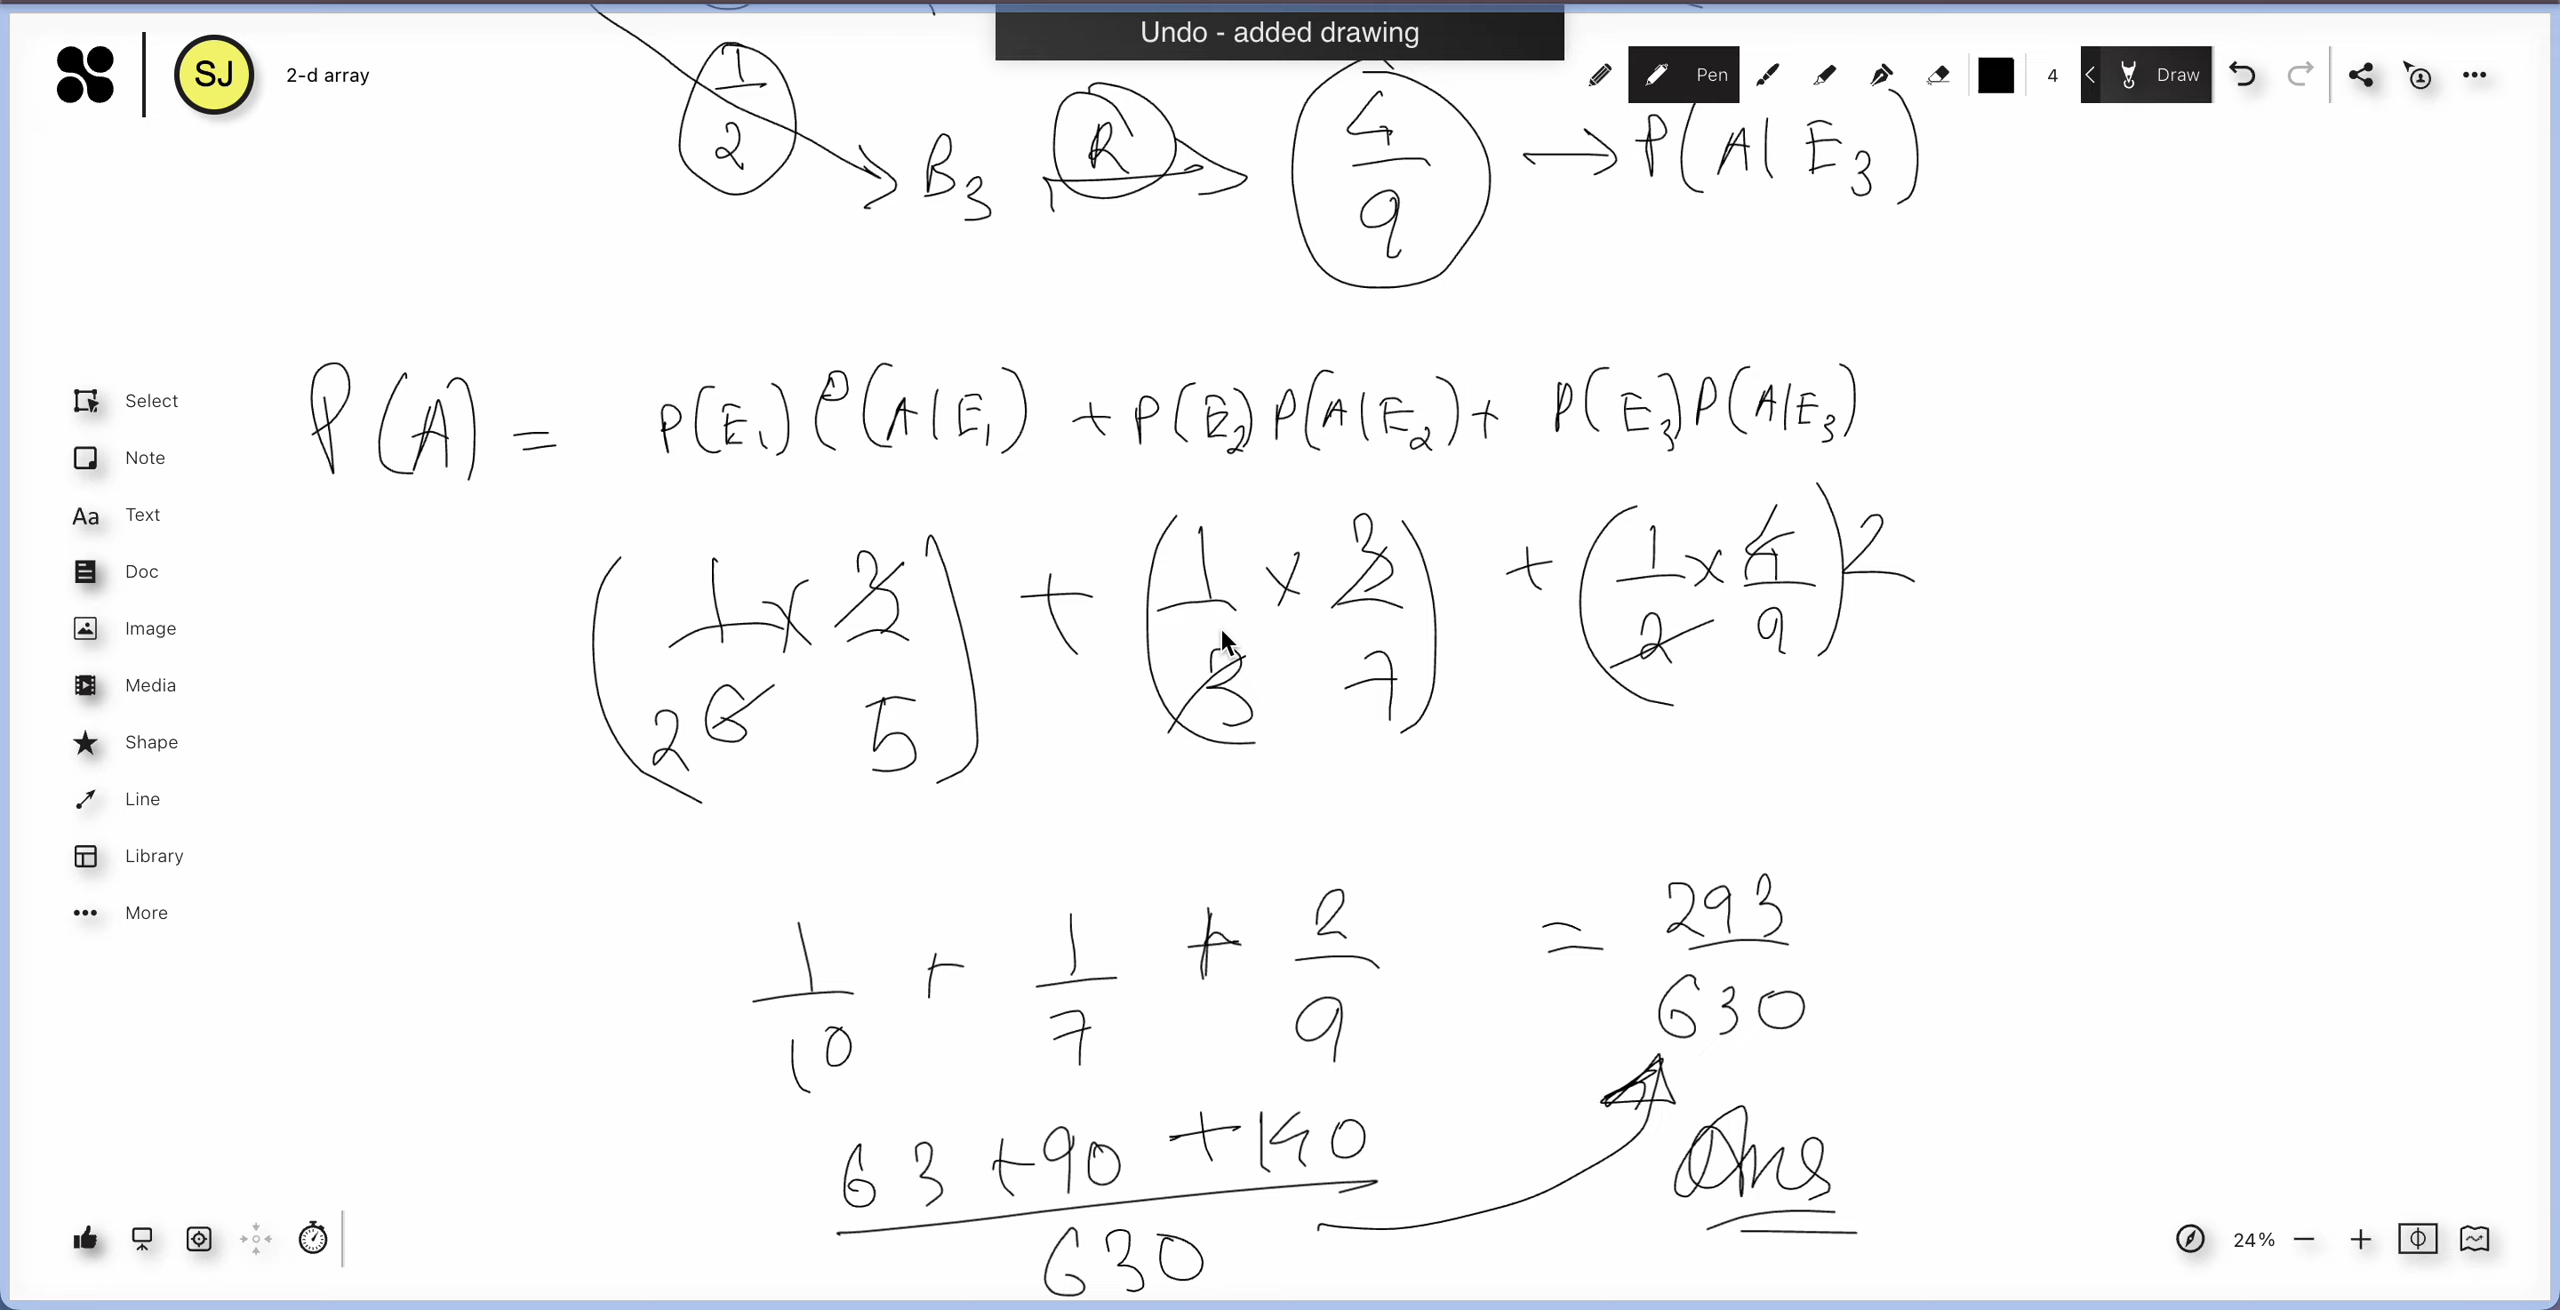 Undo - added drawing
SJ 2-d array
Pen 4 Draw
1/2 B3 R 4/9 → P(A|E3)
P(A) = P(E1) P(A|E1) + P(E2) P(A|E2) + P(E3) P(A|E3)
(1/6 2 × 3/5) + (1/3 × 3/7) + (1/2 × 4/9) 2
1/10 + 1/7 + 2/9 = 293/630
63 + 90 + 140
630
Ans
Select
Note
Text
Doc
Image
Media
Shape
Line
Library
More
24%